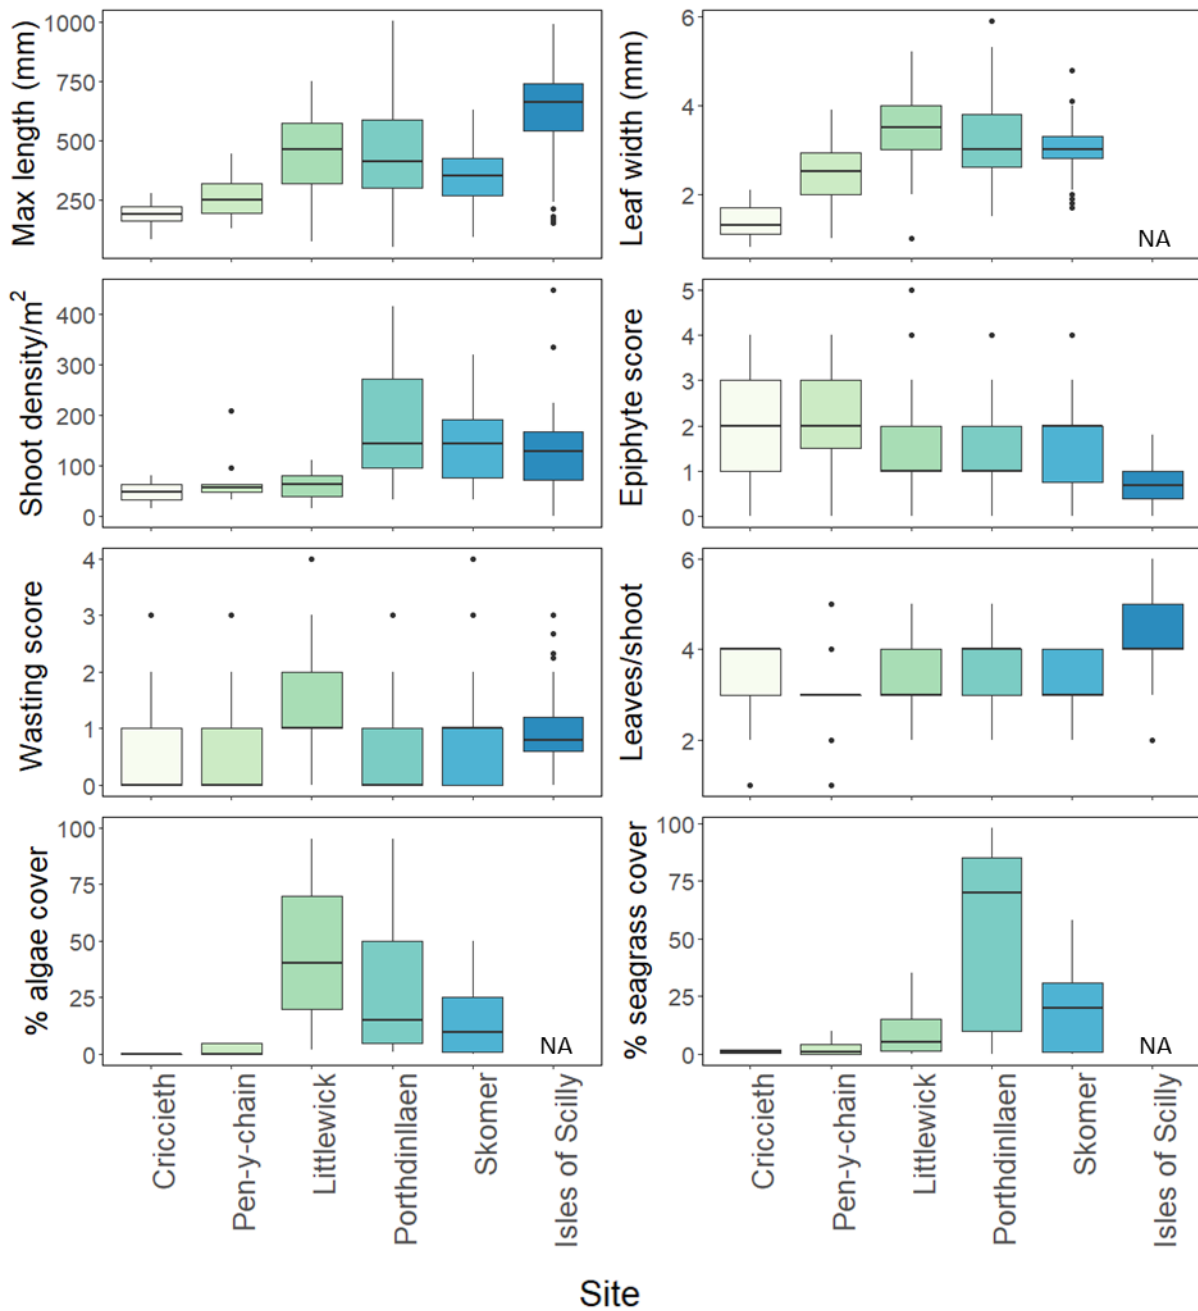 Max length (mm)
1000
750
500
250
Leaf width (mm)
6
4
2
NA
Shoot density/m²
400
300
200
100
0
Epiphyte score
5
4
3
2
1
0
Wasting score
4
3
2
1
0
Leaves/shoot
6
4
2
% algae cover
100
75
50
25
0
NA
% seagrass cover
100
75
50
25
0
NA
Criccieth
Pen-y-chain
Littlewick
Porthdinllaen
Skomer
Isles of Scilly
Criccieth
Pen-y-chain
Littlewick
Porthdinllaen
Skomer
Isles of Scilly
Site